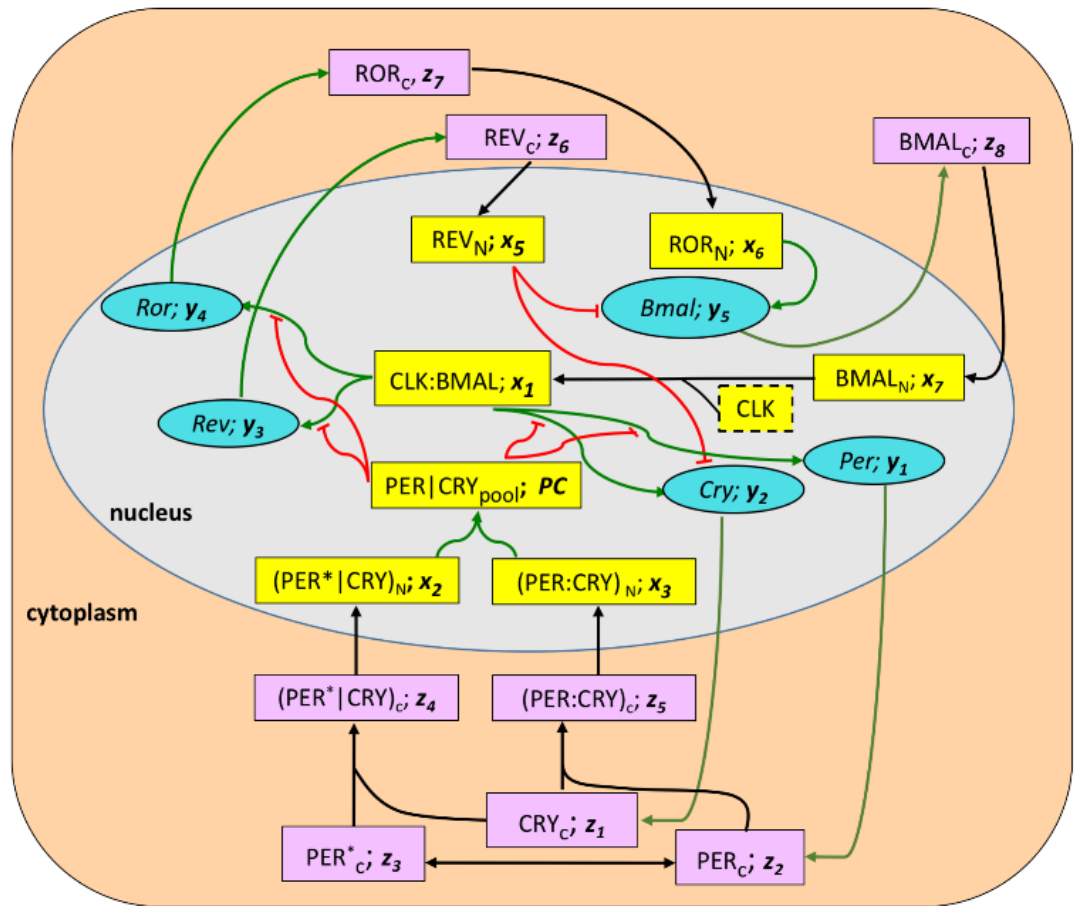 ROR_c, z_7
REV_c; z_6
BMAL_c; z_8
REV_N; x_5
ROR_N; x_6
Ror; y_4
Bmal; y_5
CLK:BMAL; x_1
BMAL_N; x_7
CLK
Rev; y_3
Per; y_1
PER|CRY_pool; PC
Cry; y_2
nucleus
(PER*|CRY)_N; x_2
(PER:CRY)_N; x_3
cytoplasm
(PER*|CRY)_c; z_4
(PER:CRY)_c; z_5
CRY_c; z_1
PER*_c; z_3
PER_c; z_2